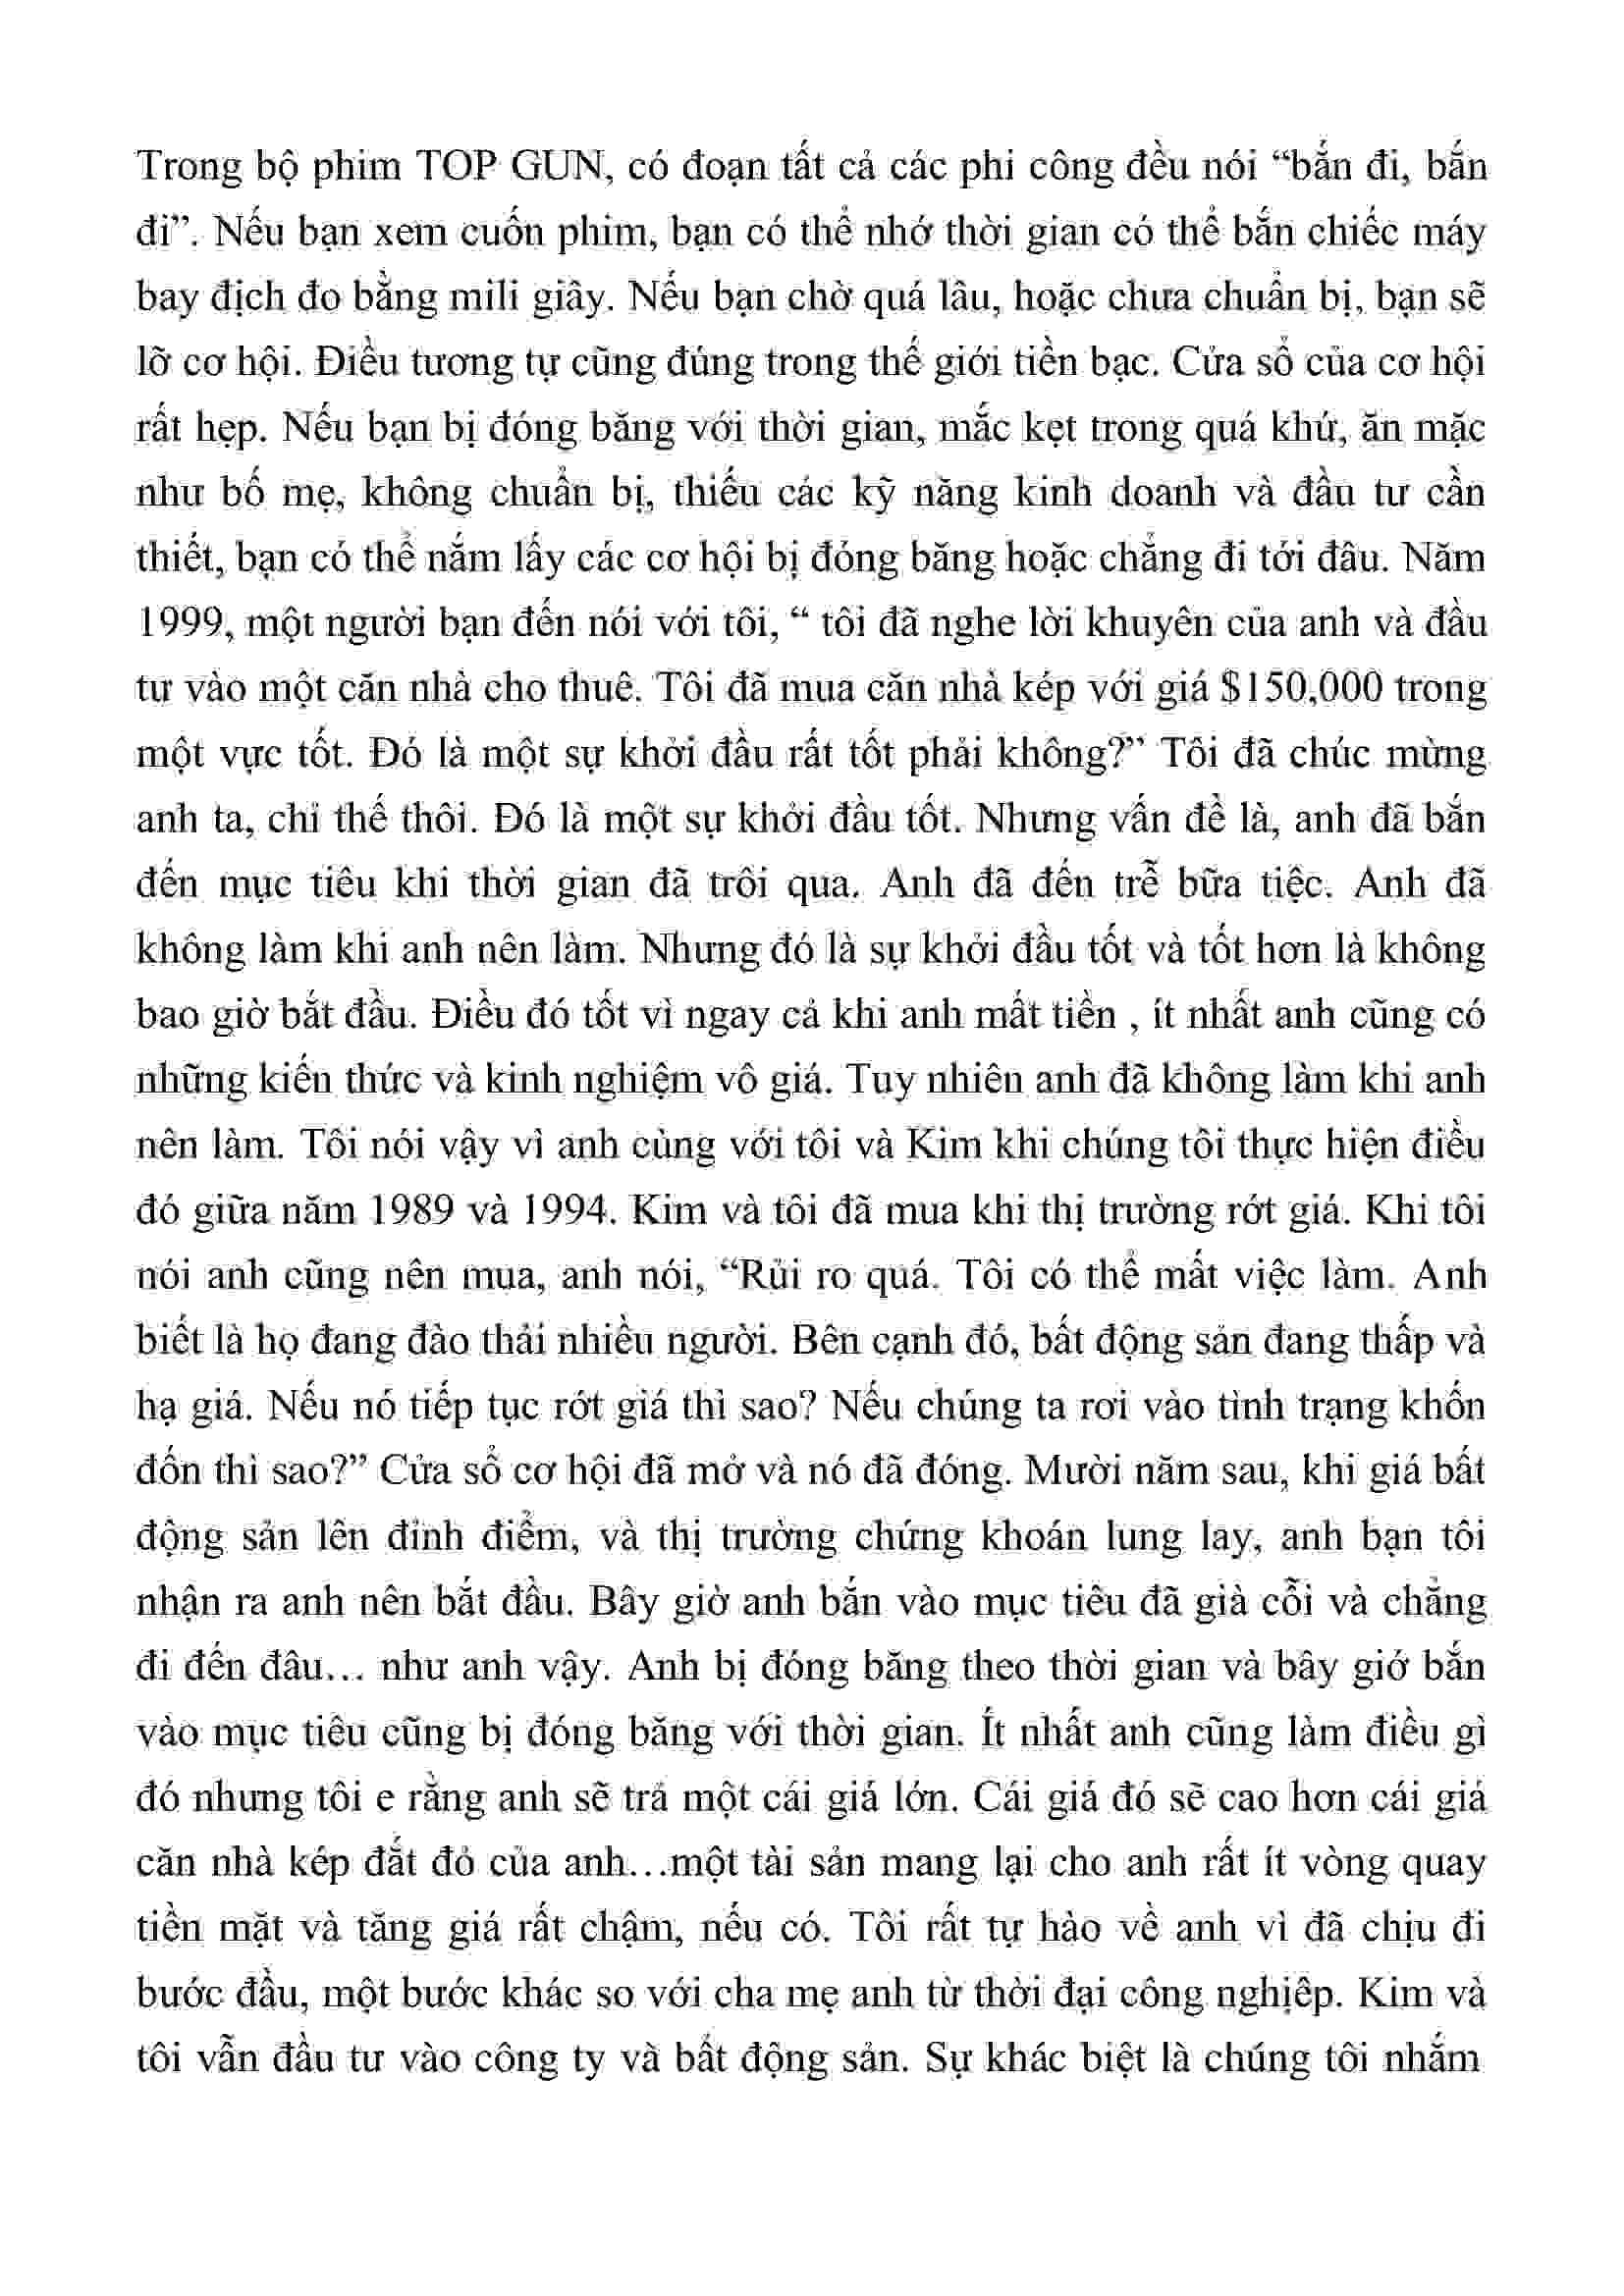 Trong bộ phim TOP GUN, có đoạn tất cả các phi công đều nói “bắn đi, bắn
đi”. Nếu bạn xem cuốn phim, bạn có thể nhớ thời gian có thể bắn chiếc máy
bay địch đo bằng mili giây. Nếu bạn chờ quá lâu, hoặc chưa chuẩn bị, bạn sẽ
lỡ cơ hội. Điều tương tự cũng đúng trong thế giới tiền bạc. Cửa sổ của cơ hội
rất hẹp. Nếu bạn bị đóng băng với thời gian, mắc kẹt trong quá khứ, ăn mặc
như bố mẹ, không chuẩn bị, thiếu các kỹ năng kinh doanh và đầu tư cần
thiết, bạn có thể nắm lấy các cơ hội bị đóng băng hoặc chẳng đi tới đâu. Năm
1999, một người bạn đến nói với tôi, “ tôi đã nghe lời khuyên của anh và đầu
tư vào một căn nhà cho thuê. Tôi đã mua căn nhà kép với giá $150,000 trong
một vực tốt. Đó là một sự khởi đầu rất tốt phải không?” Tôi đã chúc mừng
anh ta, chỉ thế thôi. Đó là một sự khởi đầu tốt. Nhưng vấn đề là, anh đã bắn
đến mục tiêu khi thời gian đã trôi qua. Anh đã đến trễ bữa tiệc. Anh đã
không làm khi anh nên làm. Nhưng đó là sự khởi đầu tốt và tốt hơn là không
bao giờ bắt đầu. Điều đó tốt vì ngay cả khi anh mất tiền , ít nhất anh cũng có
những kiến thức và kinh nghiệm vô giá. Tuy nhiên anh đã không làm khi anh
nên làm. Tôi nói vậy vì anh cùng với tôi và Kim khi chúng tôi thực hiện điều
đó giữa năm 1989 và 1994. Kim và tôi đã mua khi thị trường rớt giá. Khi tôi
nói anh cũng nên mua, anh nói, “Rủi ro quá. Tôi có thể mất việc làm. Anh
biết là họ đang đào thải nhiều người. Bên cạnh đó, bất động sản đang thấp và
hạ giá. Nếu nó tiếp tục rớt giá thì sao? Nếu chúng ta rơi vào tình trạng khốn
đốn thì sao?” Cửa sổ cơ hội đã mở và nó đã đóng. Mười năm sau, khi giá bất
động sản lên đỉnh điểm, và thị trường chứng khoán lung lay, anh bạn tôi
nhận ra anh nên bắt đầu. Bây giờ anh bắn vào mục tiêu đã già cỗi và chẳng
đi đến đâu… như anh vậy. Anh bị đóng băng theo thời gian và bây giớ bắn
vào mục tiêu cũng bị đóng băng với thời gian. Ít nhất anh cũng làm điều gì
đó nhưng tôi e rằng anh sẽ trả một cái giá lớn. Cái giá đó sẽ cao hơn cái giá
căn nhà kép đắt đỏ của anh…một tài sản mang lại cho anh rất ít vòng quay
tiền mặt và tăng giá rất chậm, nếu có. Tôi rất tự hào về anh vì đã chịu đi
bước đầu, một bước khác so với cha mẹ anh từ thời đại công nghiệp. Kim và
tôi vẫn đầu tư vào công ty và bất động sản. Sự khác biệt là chúng tôi nhắm